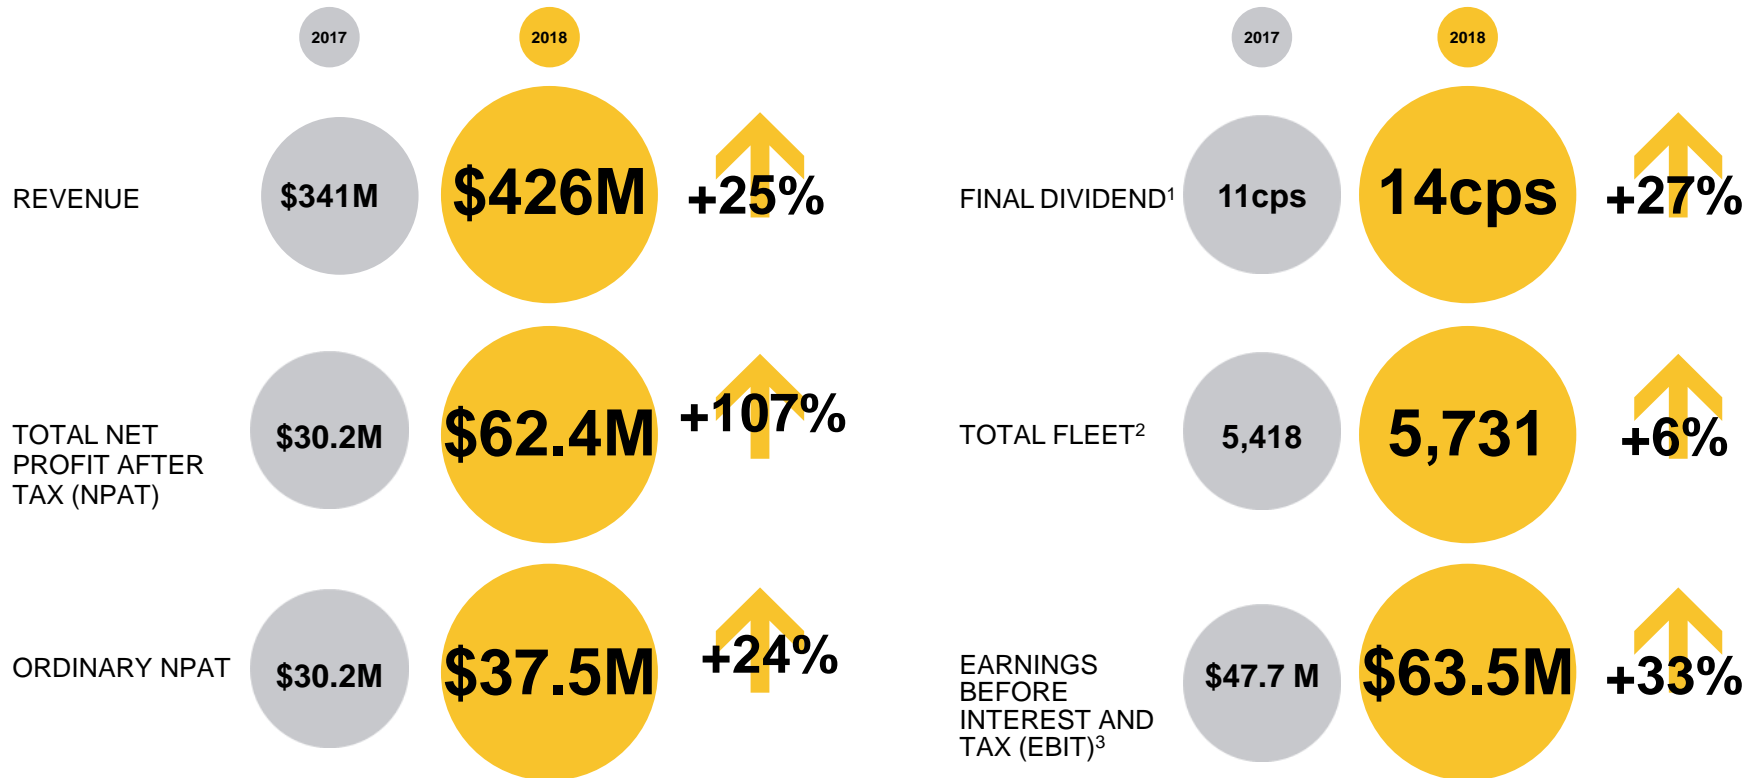 2017
2018
REVENUE
$341M
$426M
+25%
TOTAL NET
PROFIT AFTER
TAX (NPAT)
$30.2M
$62.4M
+107%
ORDINARY NPAT
$30.2M
$37.5M
+24%
2017
2018
FINAL DIVIDEND¹
11cps
14cps
+27%
TOTAL FLEET²
5,418
5,731
+6%
EARNINGS
BEFORE
INTEREST AND
TAX (EBIT)³
$47.7 M
$63.5M
+33%